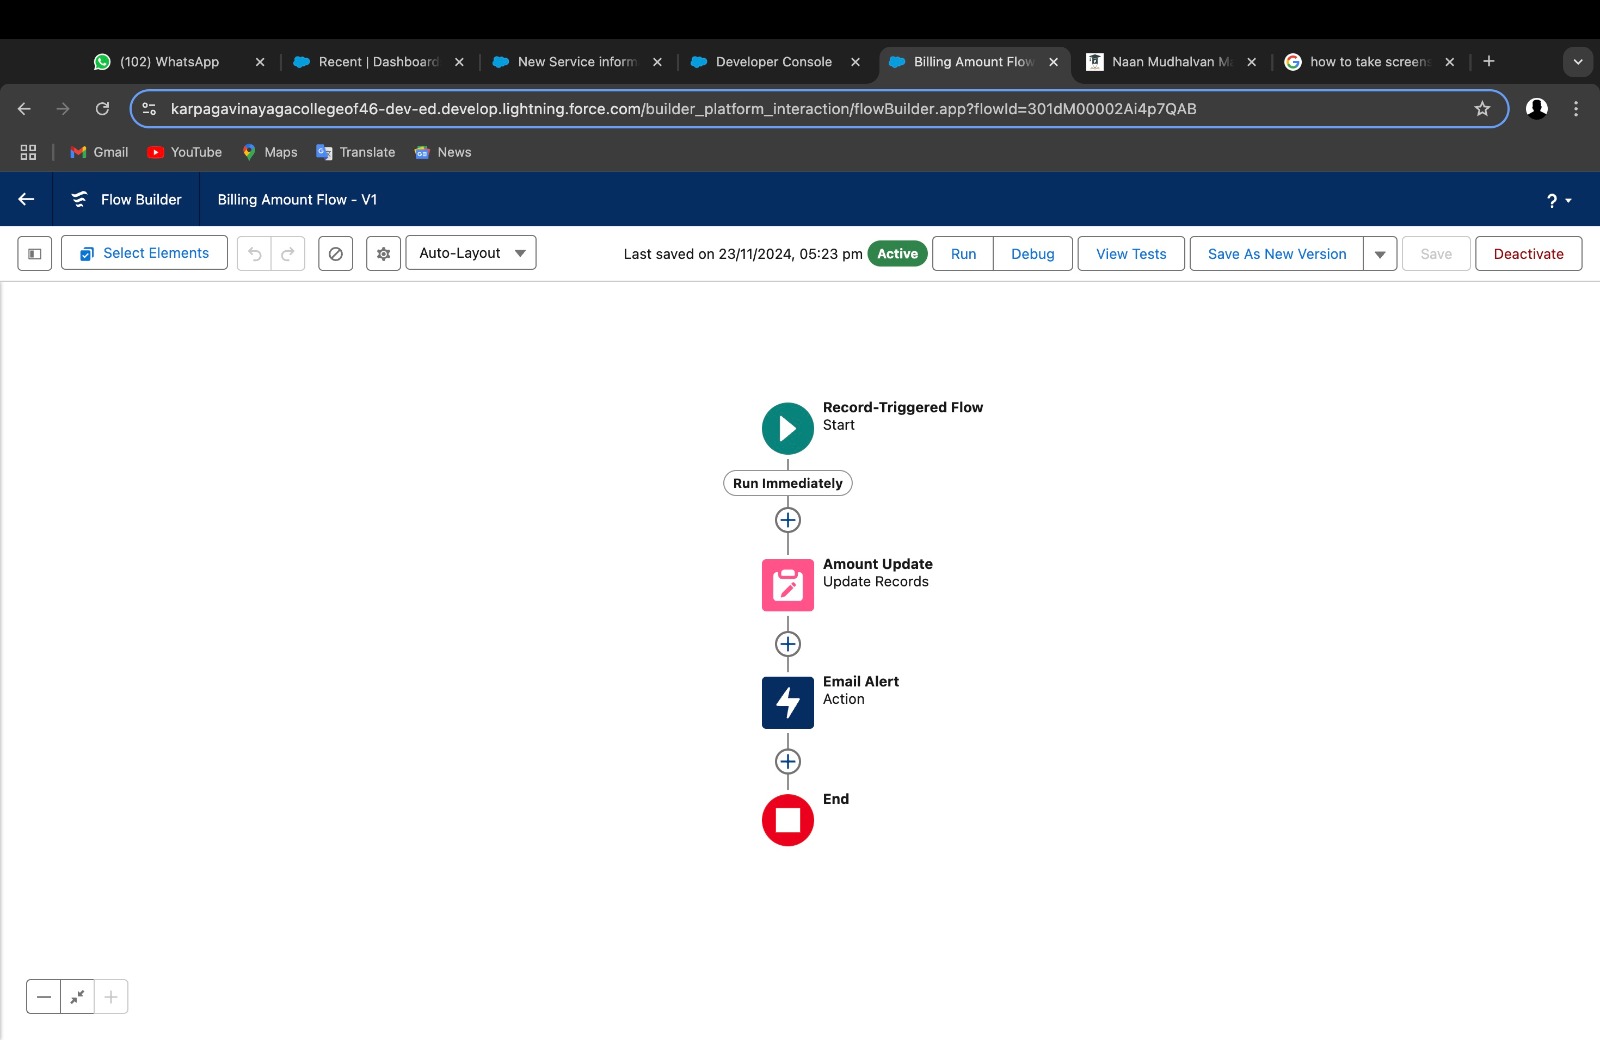 (102) WhatsApp
Recent | Dashboard
New Service inform
Developer Console
Billing Amount Flow
Naan Mudhalvan M
how to take screens
karpagavinayagacollegeof46-dev-ed.develop.lightning.force.com/builder_platform_interaction/flowBuilder.app?flowId=301dM00002Ai4p7QAB
Gmail YouTube Maps Translate News
Flow Builder Billing Amount Flow - V1 ?
Select Elements Auto-Layout Last saved on 23/11/2024, 05:23 pm Active Run Debug View Tests Save As New Version Save Deactivate
Record-Triggered Flow
Start
Run Immediately
Amount Update
Update Records
Email Alert
Action
End